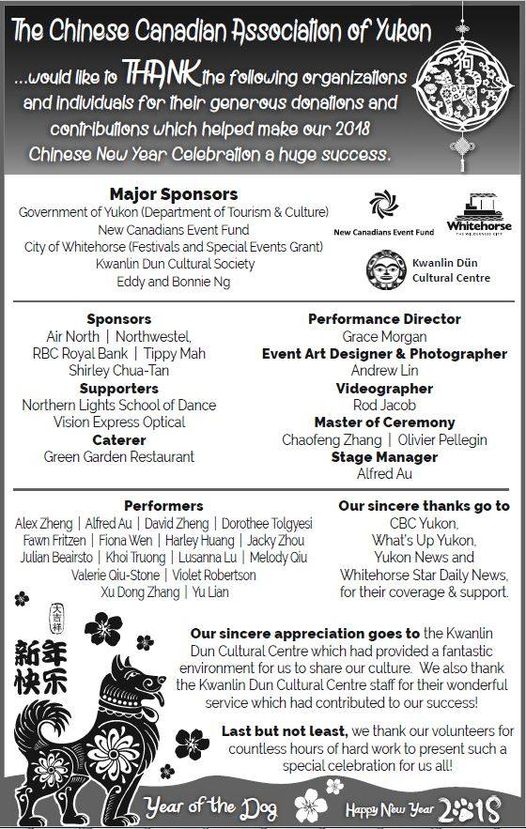 The Chinese Canadian Association of Yukon
...would like to THANK the following organizations
and individuals for their generous donations and
contributions which helped make our 2018
Chinese New Year Celebration a huge success.
狗
Major Sponsors
Government of Yukon (Department of Tourism & Culture)
New Canadians Event Fund
City of Whitehorse (Festivals and Special Events Grant)
Kwanlin Dun Cultural Society
Eddy and Bonnie Ng
New Canadians Event Fund
Whitehorse
THE WILDERNESS CITY
Kwanlin Dün
Cultural Centre
Sponsors
Air North | Northwestel,
RBC Royal Bank | Tippy Mah
Shirley Chua-Tan
Supporters
Northern Lights School of Dance
Vision Express Optical
Caterer
Green Garden Restaurant
Performance Director
Grace Morgan
Event Art Designer & Photographer
Andrew Lin
Videographer
Rod Jacob
Master of Ceremony
Chaofeng Zhang | Olivier Pellegin
Stage Manager
Alfred Au
Performers
Alex Zheng | Alfred Au | David Zheng | Dorothee Tolgyesi
Fawn Fritzen | Fiona Wen | Harley Huang | Jacky Zhou
Julian Beairsto | Khoi Truong | Lusanna Lu | Melody Qiu
Valerie Qiu-Stone | Violet Robertson
Xu Dong Zhang | Yu Lian
Our sincere thanks go to
CBC Yukon,
What's Up Yukon,
Yukon News and
Whitehorse Star Daily News,
for their coverage & support.
大吉祥
新年
快乐
Our sincere appreciation goes to the Kwanlin
Dun Cultural Centre which had provided a fantastic
environment for us to share our culture. We also thank
the Kwanlin Dun Cultural Centre staff for their wonderful
service which had contributed to our success!
Last but not least, we thank our volunteers for
countless hours of hard work to present such a
special celebration for us all!
Year of the Dog
Happy New Year 2018